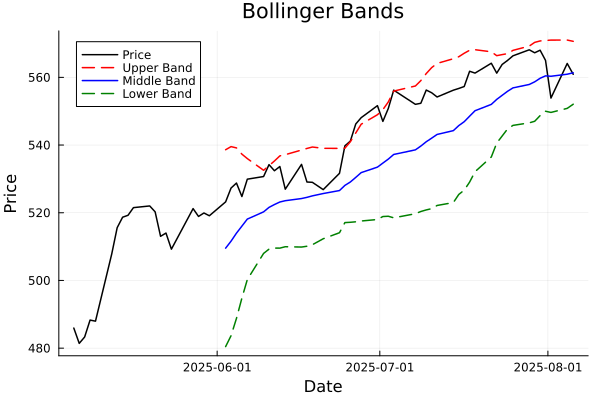 Bollinger Bands
Price
Upper Band
Middle Band
Lower Band
Price
560
540
520
500
480
2025-06-01
2025-07-01
2025-08-01
Date